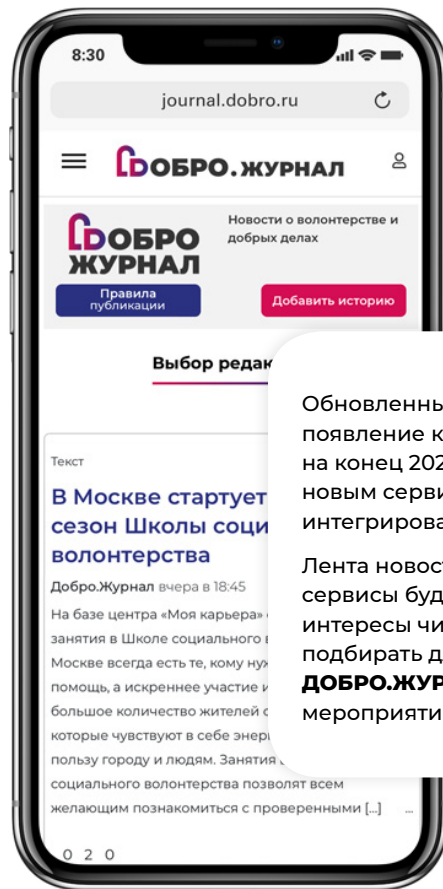 8:30
journal.dobro.ru
ДОБРО.ЖУРНАЛ
ДОБРО
ЖУРНАЛ
Новости о волонтерстве и
добрых делах
Правила
публикации
Добавить историю
Выбор редак
Текст
В Москве стартует
сезон Школы соци
волонтерства
Добро.Журнал вчера в 18:45
На базе центра «Моя карьера»
занятия в Школе социального
Москве всегда есть те, кому ну
помощь, а искреннее участие и
большое количество жителей
которые чувствуют в себе энер
пользу городу и людям. Занятия
социального волонтерства позволят всем
желающим познакомиться с проверенными [...] ...
0 2 0
Обновленны
появление к
на конец 202
новым серви
интегрирова
Лента новос
сервисы буд
интересы чи
подбирать д
ДОБРО.ЖУР
мероприяти